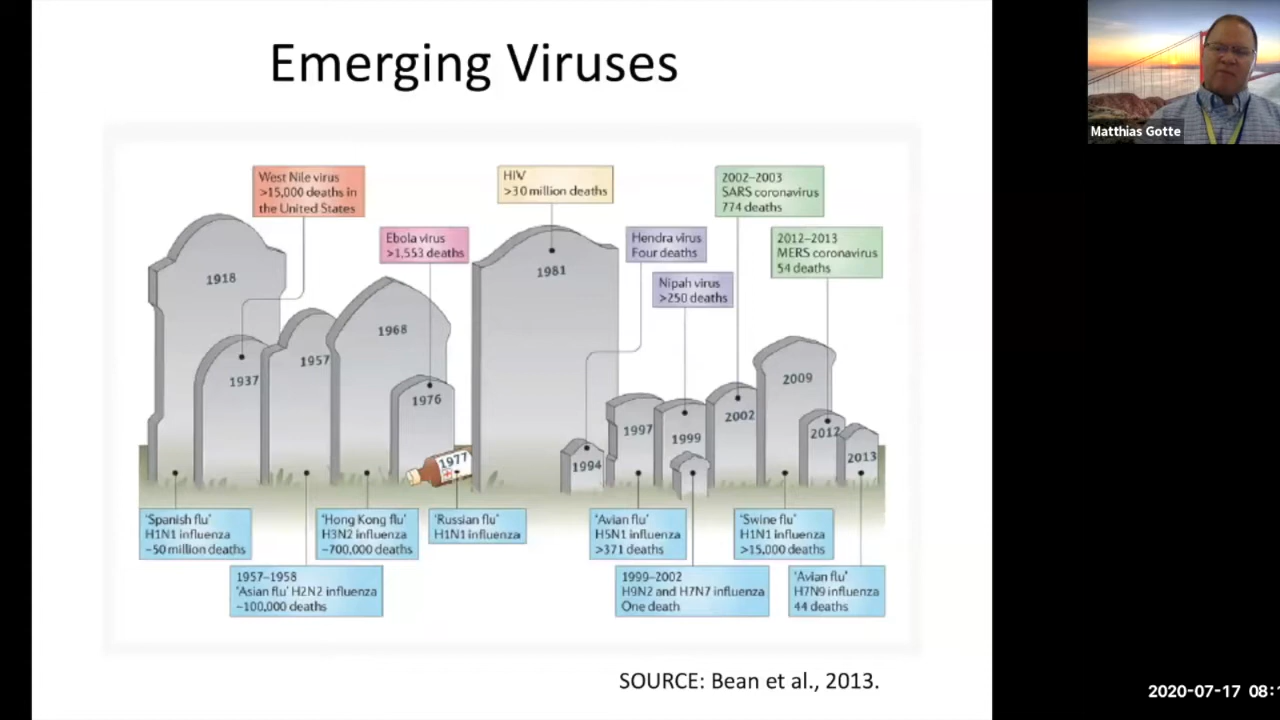 Emerging Viruses
West Nile virus
>15,000 deaths in
the United States
HIV
>30 million deaths
2002–2003
SARS coronavirus
774 deaths
Ebola virus
>1,553 deaths
Hendra virus
Four deaths
2012–2013
MERS coronavirus
54 deaths
Nipah virus
>250 deaths
1918
1937
1957
1968
1976
1977
1981
1994
1997
1999
2002
2009
2012
2013
'Spanish flu'
H1N1 influenza
~50 million deaths
'Hong Kong flu'
H3N2 influenza
~700,000 deaths
'Russian flu'
H1N1 influenza
'Avian flu'
H5N1 influenza
>371 deaths
'Swine flu'
H1N1 influenza
>15,000 deaths
1957–1958
'Asian flu' H2N2 influenza
~100,000 deaths
1999–2002
H9N2 and H7N7 influenza
One death
'Avian flu'
H7N9 influenza
44 deaths
SOURCE: Bean et al., 2013.
Matthias Gotte
2020-07-17 08: